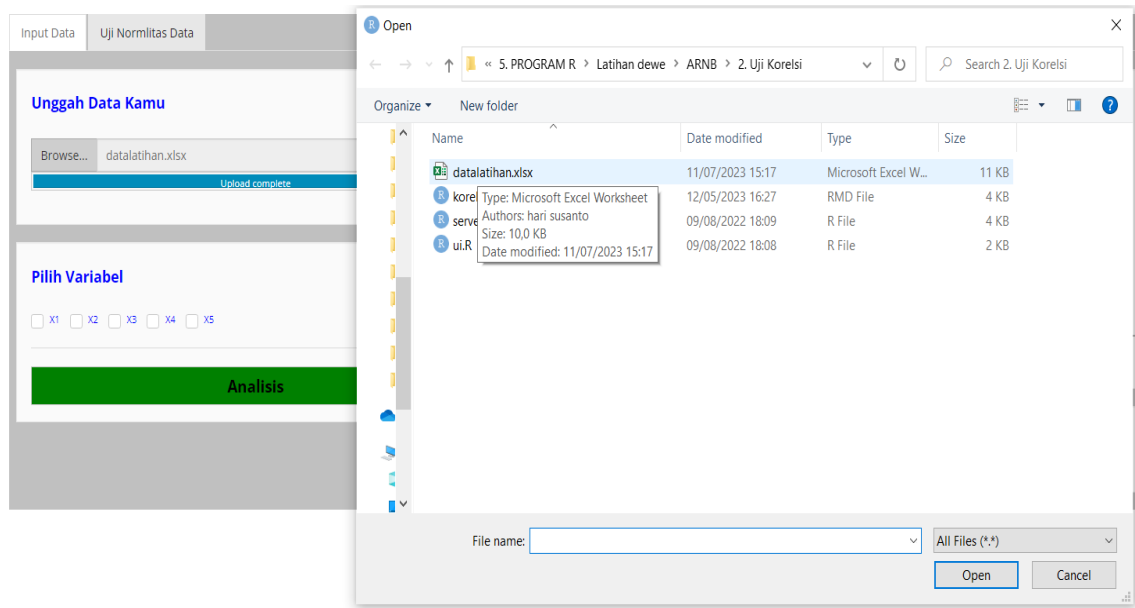 Input Data
Uji Normlitas Data
Unggah Data Kamu
Browse... datalatihan.xlsx
Upload complete
Pilih Variabel
X1 X2 X3 X4 X5
Analisis
R Open
« 5. PROGRAM R > Latihan dewe > ARNB > 2. Uji Korelsi
Search 2. Uji Korelsi
Organize New folder
?
Name Date modified Type Size
datalatihan.xlsx 11/07/2023 15:17 Microsoft Excel W... 11 KB
R korel 12/05/2023 16:27 RMD File 4 KB
R serve 09/08/2022 18:09 R File 4 KB
R ui.R 09/08/2022 18:08 R File 2 KB
Type: Microsoft Excel Worksheet
Authors: hari susanto
Size: 10,0 KB
Date modified: 11/07/2023 15:17
File name:
All Files (*.*)
Open Cancel